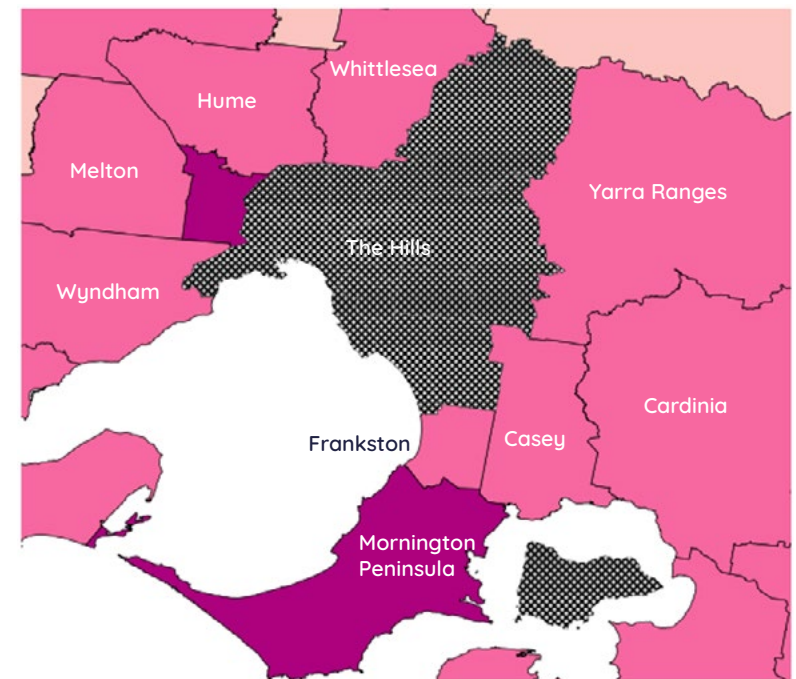 Whittlesea
Hume
Melton
Yarra Ranges
The Hills
Wyndham
Cardinia
Frankston
Casey
Mornington
Peninsula